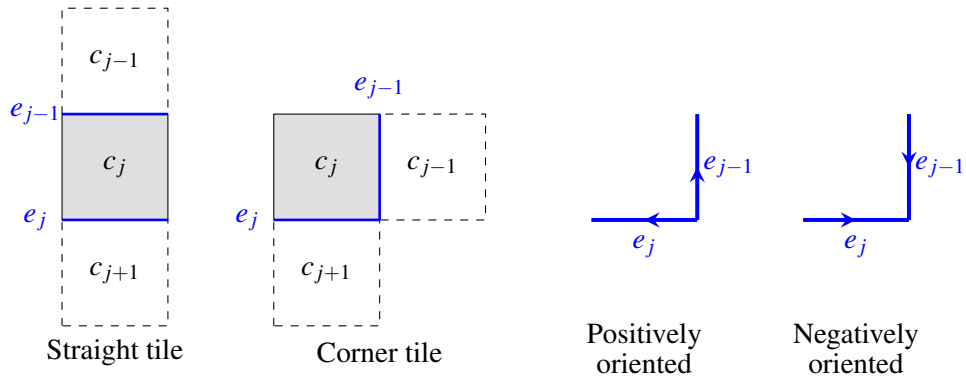 c_{j−1}
e_{j−1}
c_j
e_j
c_{j+1}
Straight tile
e_{j−1}
c_j
c_{j−1}
e_j
c_{j+1}
Corner tile
e_{j−1}
e_j
Positively
oriented
e_{j−1}
e_j
Negatively
oriented